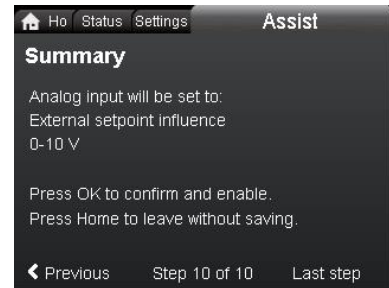 Ho Status Settings Assist
Summary
Analog input will be set to:
External setpoint influence
0-10 V
Press OK to confirm and enable.
Press Home to leave without saving.
Previous Step 10 of 10 Last step